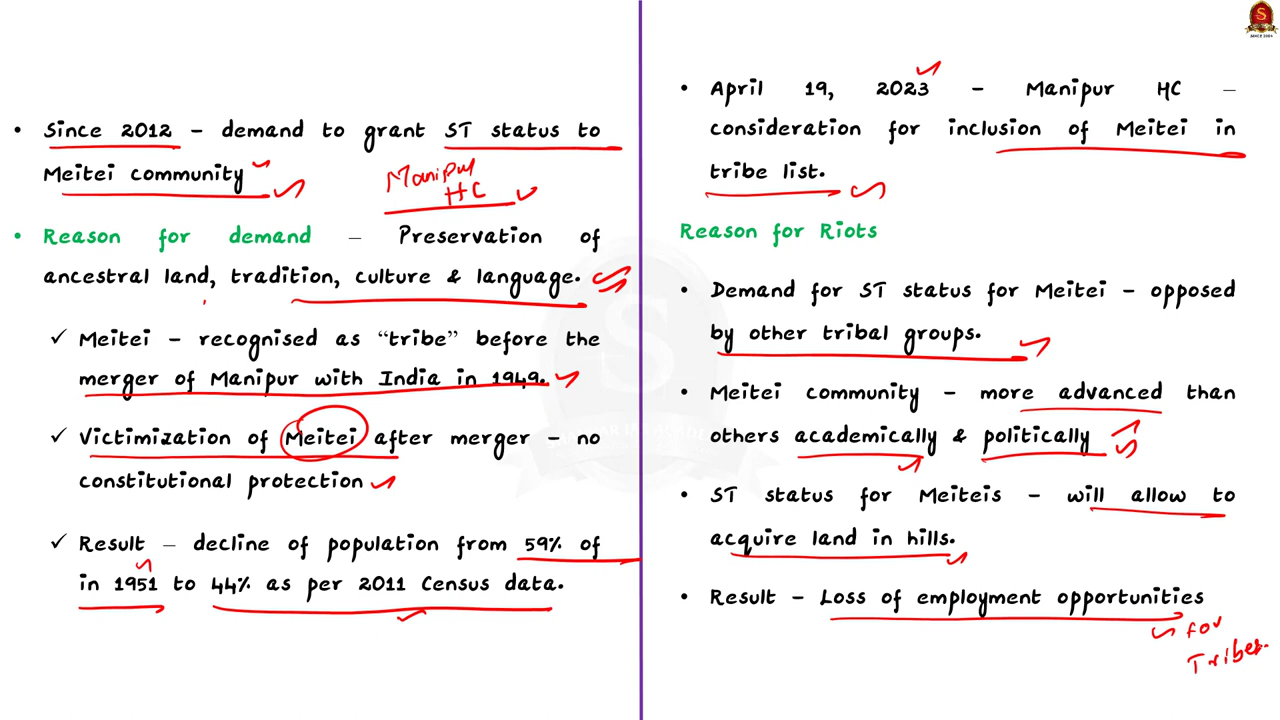 • Since 2012 – demand to grant ST status to
Meitei community
Manipur
HC
• Reason for demand – Preservation of
ancestral land, tradition, culture & language.
✓ Meitei – recognised as “tribe” before the
merger of Manipur with India in 1949.
✓ Victimization of Meitei after merger – no
constitutional protection
✓ Result – decline of population from 59% of
in 1951 to 44% as per 2011 Census data.
S
SINCE 2004
• April 19, 2023 – Manipur HC –
consideration for inclusion of Meitei in
tribe list.
Reason for Riots
• Demand for ST status for Meitei – opposed
by other tribal groups.
• Meitei community – more advanced than
others academically & politically
• ST status for Meiteis – will allow to
acquire land in hills.
• Result – Loss of employment opportunities
for
Tribes.